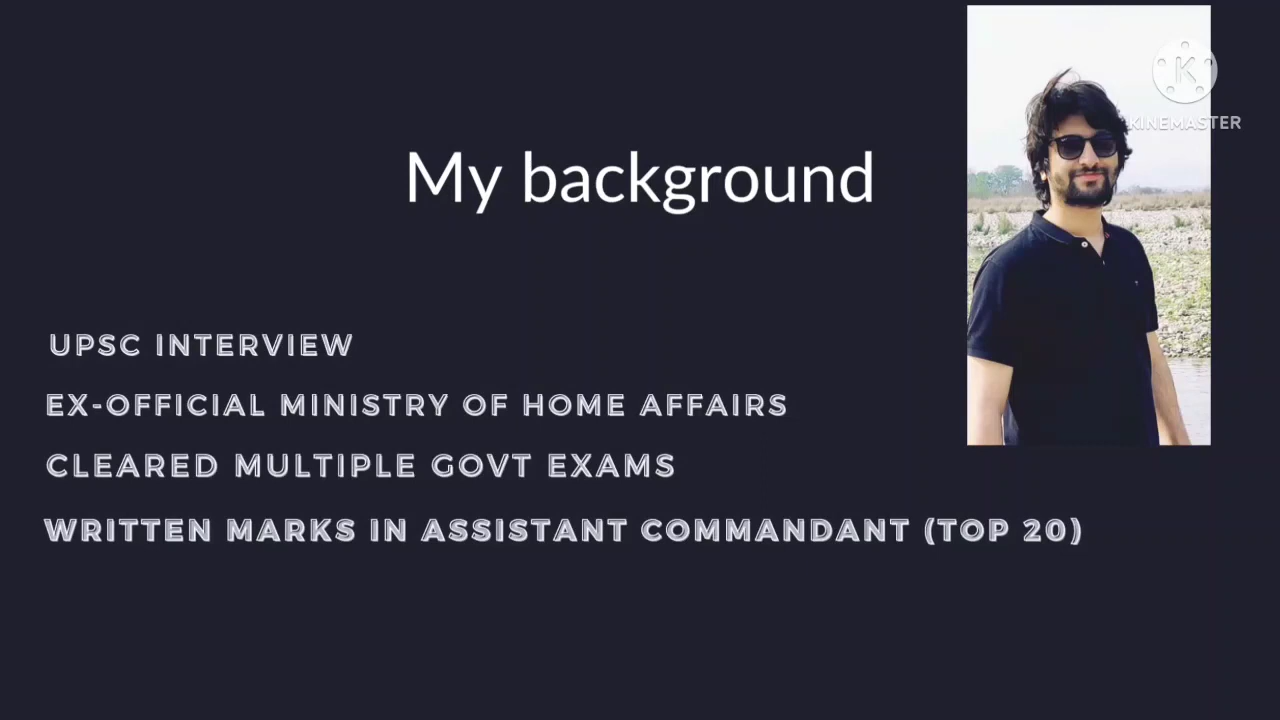 K
KINEMASTER
My background
UPSC INTERVIEW
EX-OFFICIAL MINISTRY OF HOME AFFAIRS
CLEARED MULTIPLE GOVT EXAMS
WRITTEN MARKS IN ASSISTANT COMMANDANT (TOP 20)